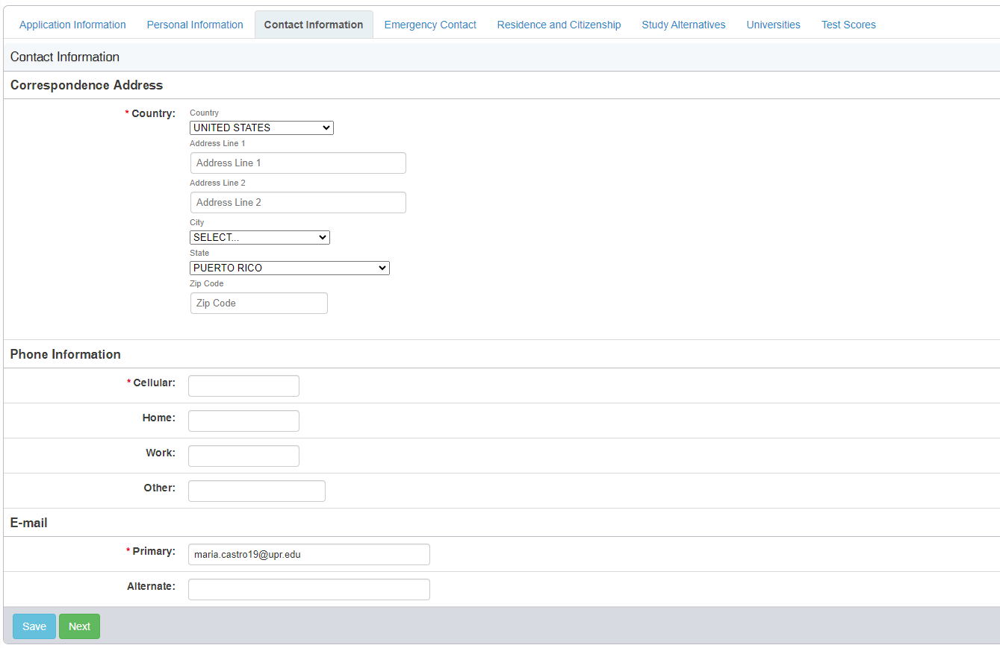 Application Information Personal Information Contact Information Emergency Contact Residence and Citizenship Study Alternatives Universities Test Scores
Contact Information
Correspondence Address
* Country:
Country
UNITED STATES
Address Line 1
Address Line 1
Address Line 2
Address Line 2
City
SELECT...
State
PUERTO RICO
Zip Code
Zip Code
Phone Information
* Cellular:
Home:
Work:
Other:
E-mail
* Primary: maria.castro19@upr.edu
Alternate:
Save Next